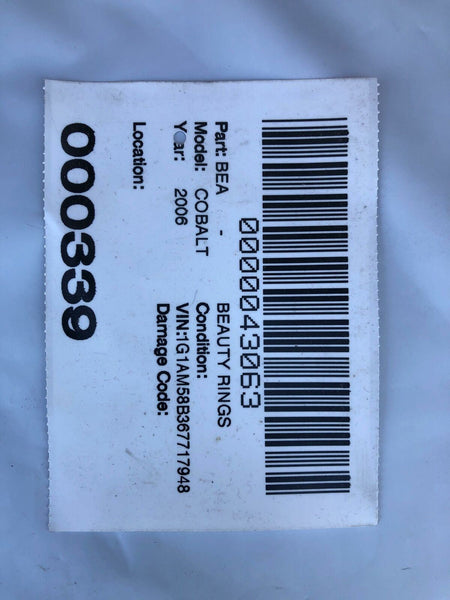 0000043063
Part: BEA - BEAUTY RINGS
Model: COBALT Condition:
Year: 2006 VIN:1G1AM58B367717948
Damage Code:
Location:
000339